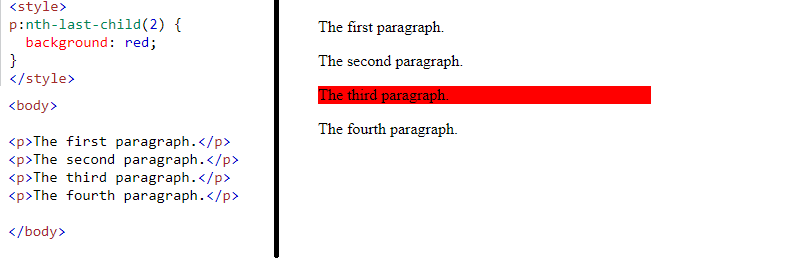 <style>
p:nth-last-child(2) {
  background: red;
}
</style>
<body>
<p>The first paragraph.</p>
<p>The second paragraph.</p>
<p>The third paragraph.</p>
<p>The fourth paragraph.</p>
</body>
The first paragraph.
The second paragraph.
The third paragraph.
The fourth paragraph.